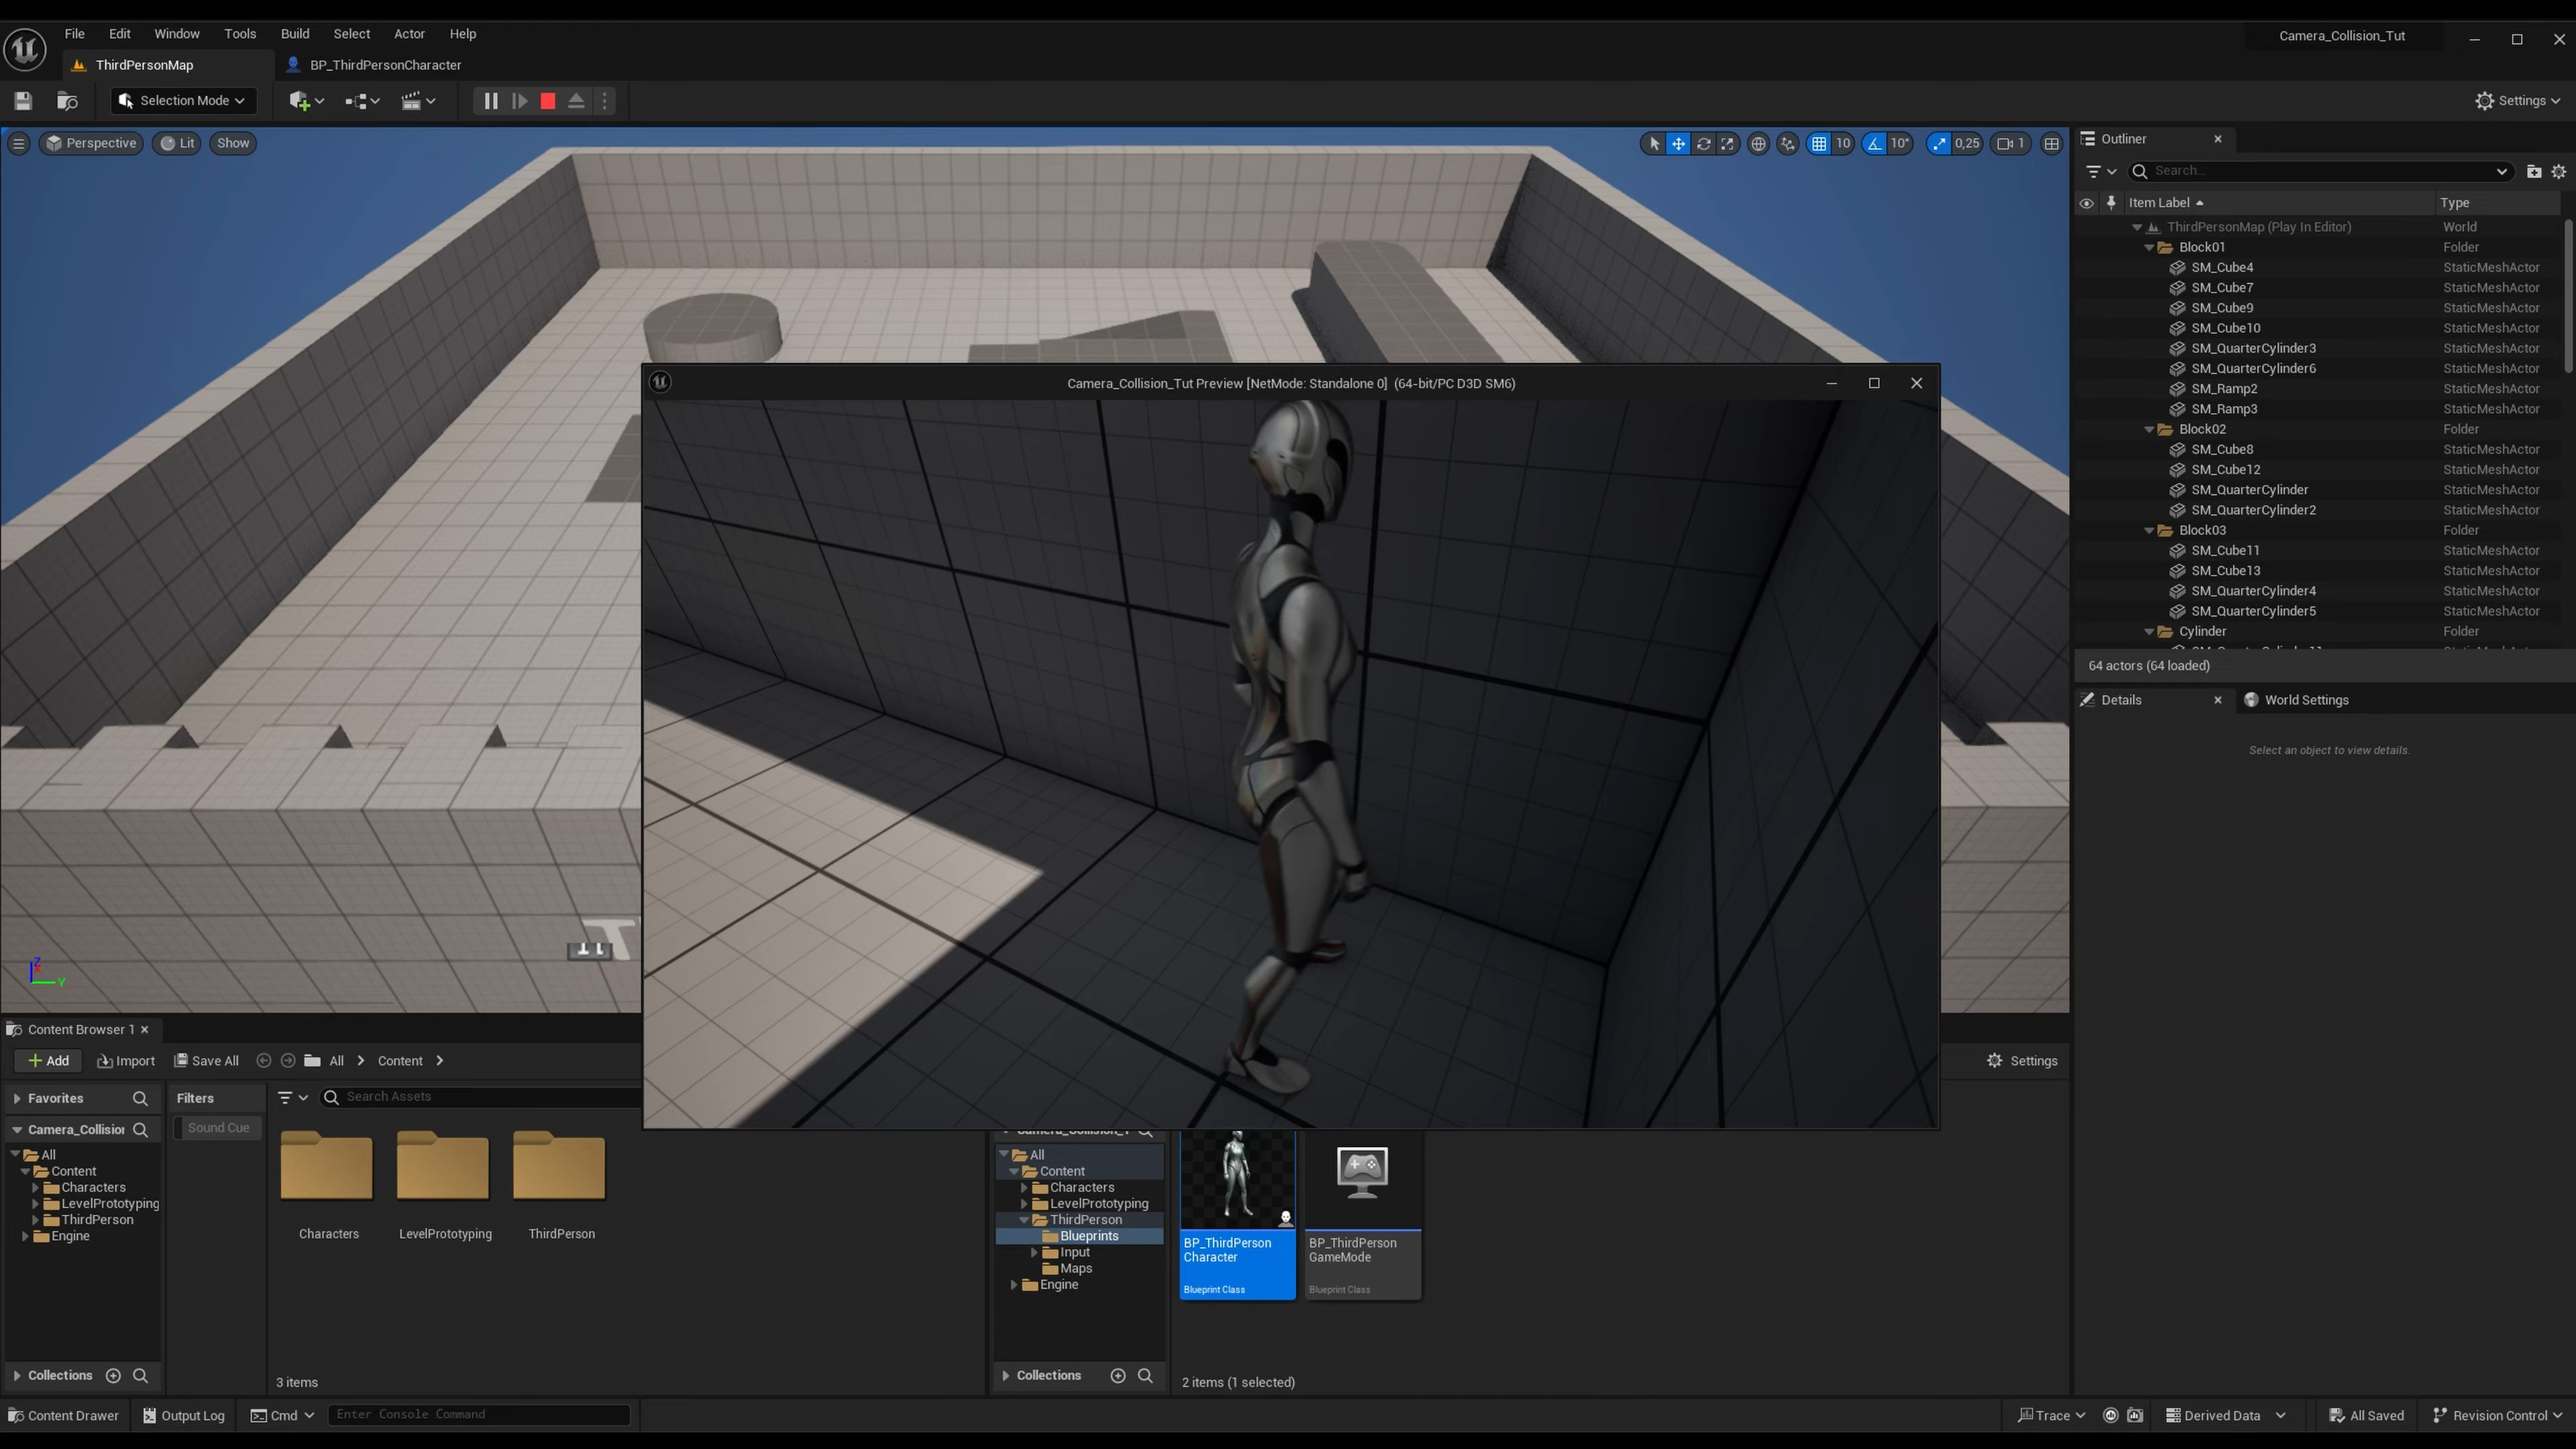 File Edit Window Tools Build Select Actor Help
Camera_Collision_Tut
ThirdPersonMap
BP_ThirdPersonCharacter
Selection Mode
Settings
Perspective
Lit
Show
10
10°
0,25
1
Outliner
Search...
Item Label
Type
ThirdPersonMap (Play In Editor) World
Block01 Folder
SM_Cube4 StaticMeshActor
SM_Cube7 StaticMeshActor
SM_Cube9 StaticMeshActor
SM_Cube10 StaticMeshActor
SM_QuarterCylinder3 StaticMeshActor
SM_QuarterCylinder6 StaticMeshActor
SM_Ramp2 StaticMeshActor
SM_Ramp3 StaticMeshActor
Block02 Folder
SM_Cube8 StaticMeshActor
SM_Cube12 StaticMeshActor
SM_QuarterCylinder StaticMeshActor
SM_QuarterCylinder2 StaticMeshActor
Block03 Folder
SM_Cube11 StaticMeshActor
SM_Cube13 StaticMeshActor
SM_QuarterCylinder4 StaticMeshActor
SM_QuarterCylinder5 StaticMeshActor
Cylinder Folder
64 actors (64 loaded)
Details
World Settings
Select an object to view details.
Camera_Collision_Tut Preview [NetMode: Standalone 0] (64-bit/PC D3D SM6)
Z
Y
Content Browser 1
Add
Import
Save All
All
Content
Settings
Favorites
Filters
Search Assets
Camera_Collision
Sound Cue
All
Content
Characters
LevelPrototyping
ThirdPerson
Engine
Characters
LevelPrototyping
ThirdPerson
Collections
3 items
All
Content
Characters
LevelPrototyping
ThirdPerson
Blueprints
Input
Maps
Engine
Collections
BP_ThirdPerson
Character
Blueprint Class
BP_ThirdPerson
GameMode
Blueprint Class
2 items (1 selected)
Content Drawer
Output Log
Cmd
Enter Console Command
Trace
Derived Data
All Saved
Revision Control